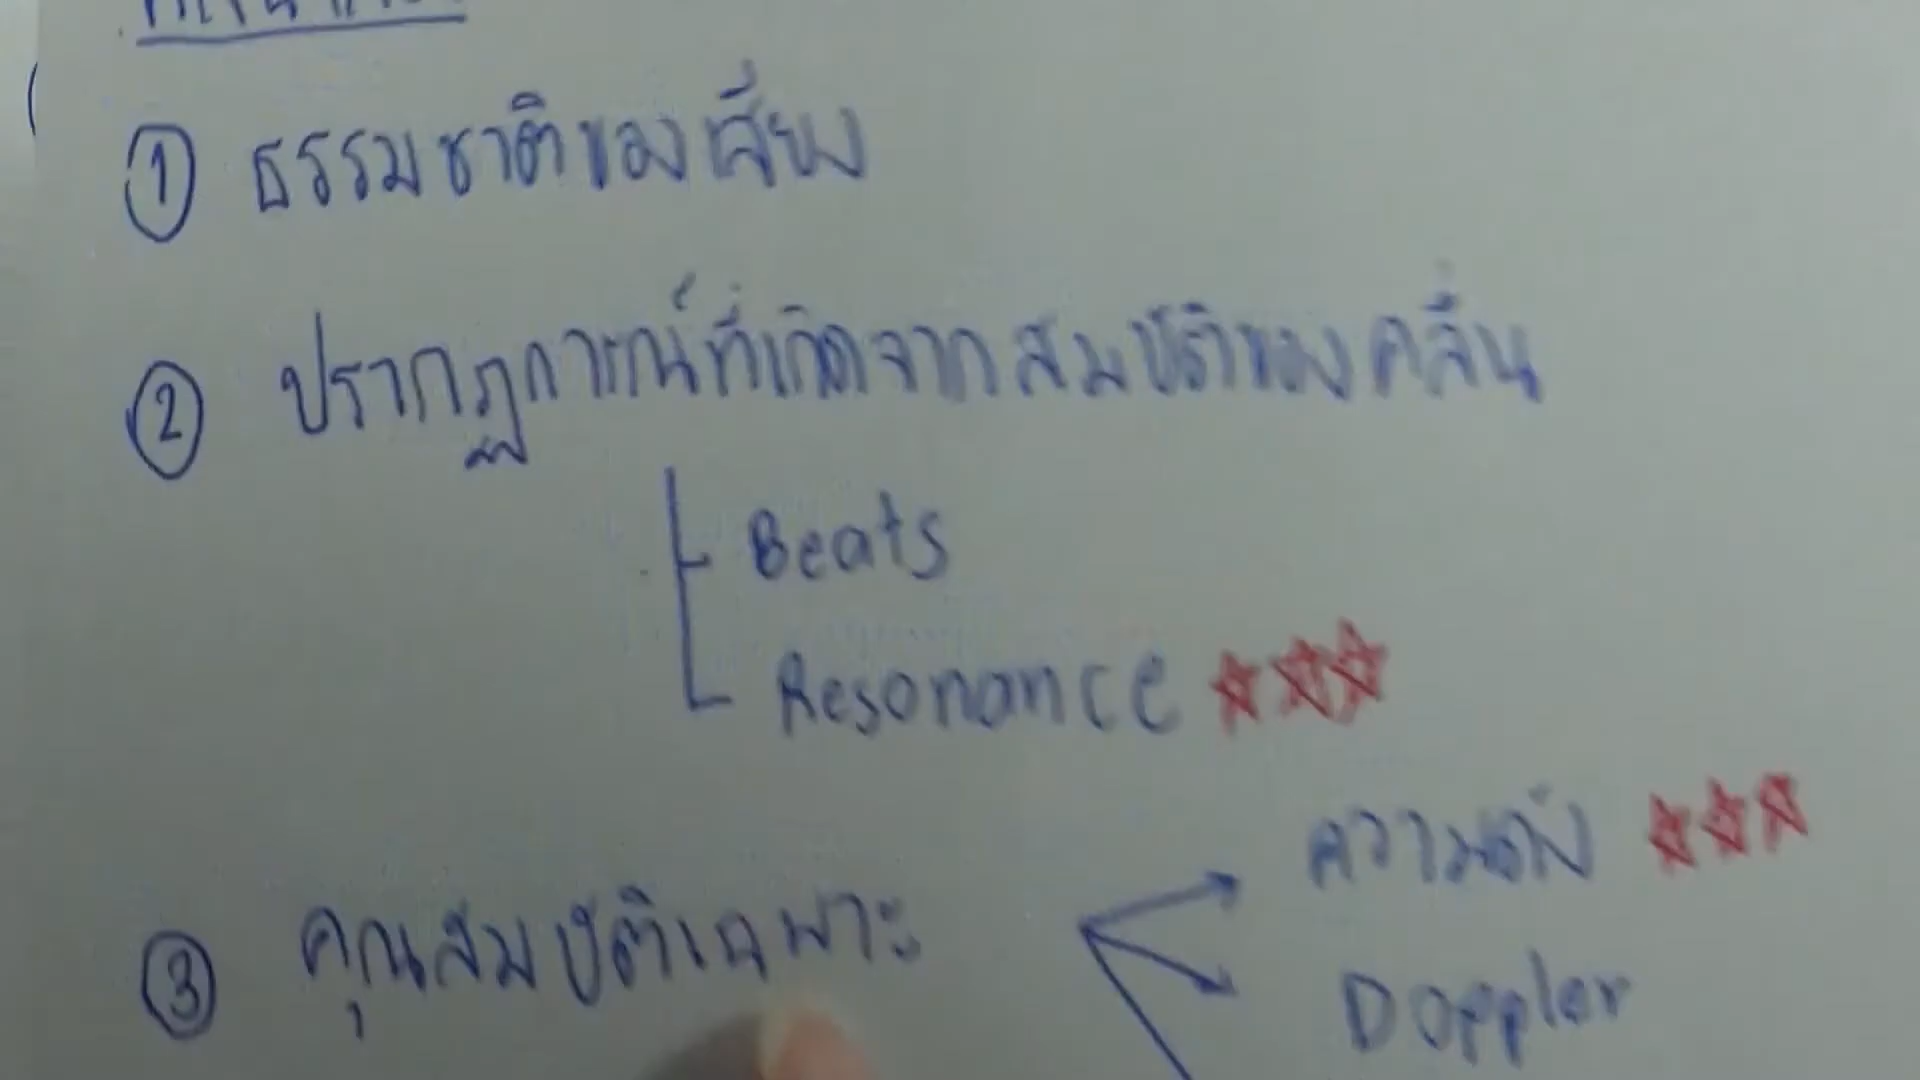 ① ธรรมชาติของเสียง
② ปรากฏการณ์ที่เกิดจากสมบัติของคลื่น
Beats
Resonance
ความดัง
③ คุณสมบัติเฉพาะ
Doppler